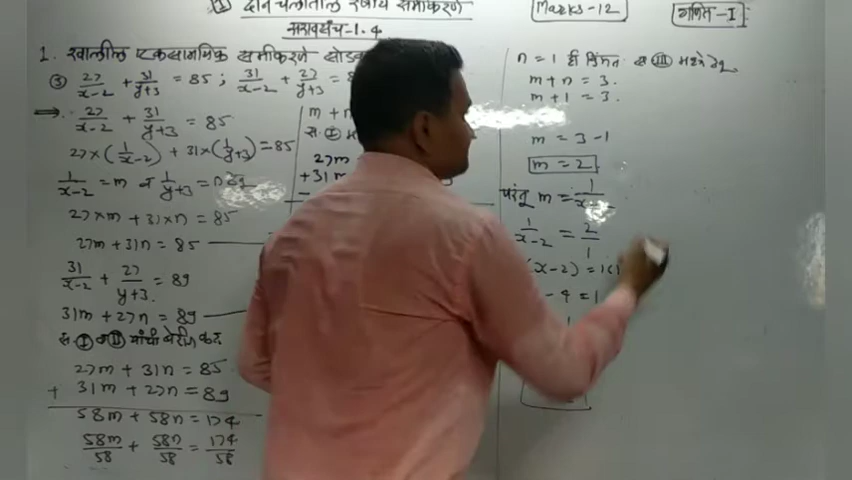 दोन चलांतील रेषीय समीकरणे
Marks-12
गणित-I
सरावसंच-1.4
1. खालील एकसामयिक समीकरणे सोडवा
③ 27/x-2 + 31/y+3 = 85 ; 31/x-2 + 27/y+3 =
⇒ 27/x-2 + 31/y+3 = 85
27×(1/x-2) + 31×(1/y+3) = 85
1/x-2 = m व 1/y+3 = n
27×m + 31×n = 85
27m + 31n = 85
31/x-2 + 27/y+3 = 89
31m + 27n = 89
स Ⓘ व Ⓘ Ⓘ यांची बेरीज करू
27m + 31n = 85
+ 31m + 27n = 89
58m + 58n = 174
58m/58 + 58n/58 = 174/58
m + n
स Ⓘ
27m
+31m
n = 1 ही किंमत स III मध्ये ठेवू
m + n = 3.
m + 1 = 3.
m = 3 - 1
m = 2
परंतु m = 1/x-2
1/x-2 = 2/1
(x-2) = 1(1
- 4 = 1